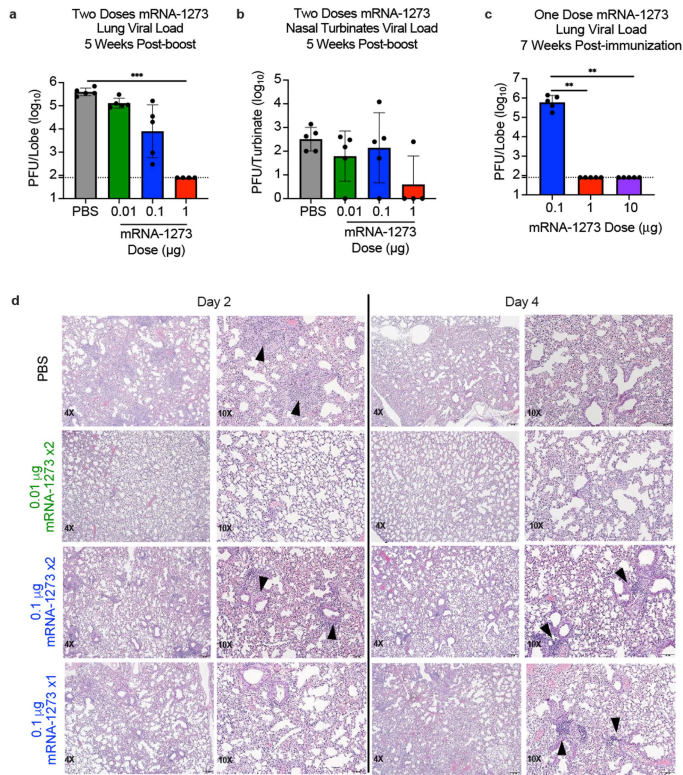 a
Two Doses mRNA-1273
Lung Viral Load
5 Weeks Post-boost
PFU/Lobe (log10)
6
5
4
3
2
1
***
PBS
0.01
0.1
1
mRNA-1273
Dose (µg)
b
Two Doses mRNA-1273
Nasal Turbinates Viral Load
5 Weeks Post-boost
PFU/Turbinate (log10)
5
4
3
2
1
0
PBS
0.01
0.1
1
mRNA-1273
Dose (µg)
c
One Dose mRNA-1273
Lung Viral Load
7 Weeks Post-immunization
PFU/Lobe (log10)
7
6
5
4
3
2
1
**
**
0.1
1
10
mRNA-1273 Dose (µg)
d
Day 2
Day 4
PBS
4X
10X
4X
10X
0.01 µg
mRNA-1273 x2
4X
10X
4X
10X
0.1 µg
mRNA-1273 x2
4X
10X
4X
10X
0.1 µg
mRNA-1273 x1
4X
10X
4X
10X